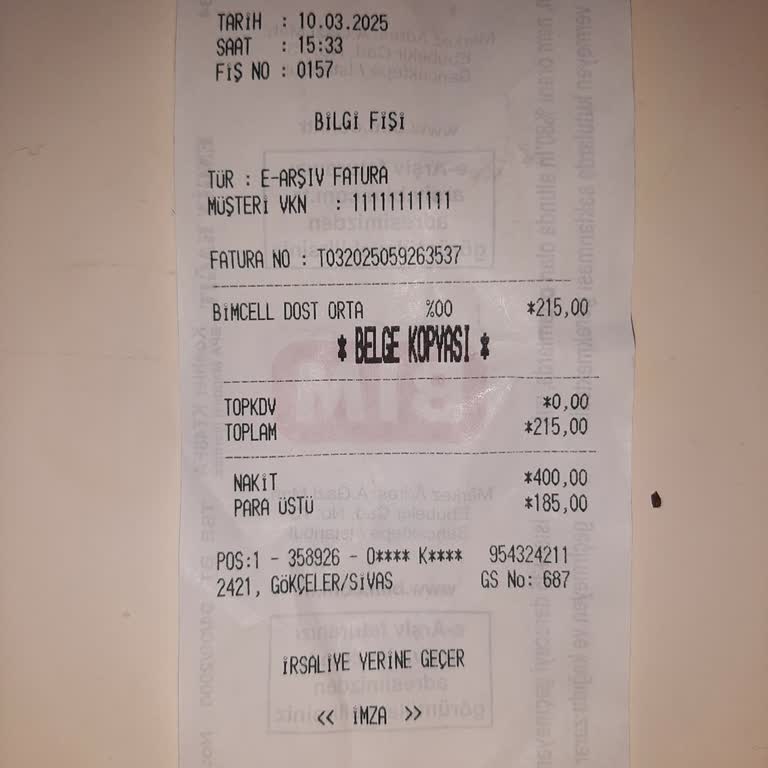 TARİH : 10.03.2025
SAAT : 15:33
FİŞ NO : 0157
BİLGİ FİŞİ
TÜR : E-ARŞIV FATURA
MÜŞTERİ VKN : 11111111111
FATURA NO : T032025059263537
BİMCELL DOST ORTA %00 *215,00
* BELGE KOPYASI *
TOPKDV *0,00
TOPLAM *215,00
NAKİT *400,00
PARA ÜSTÜ *185,00
POS:1 - 358926 - O**** K**** 954324211
2421, GÖKÇELER/SİVAS GS No: 687
İRSALİYE YERİNE GEÇER
<< İMZA >>